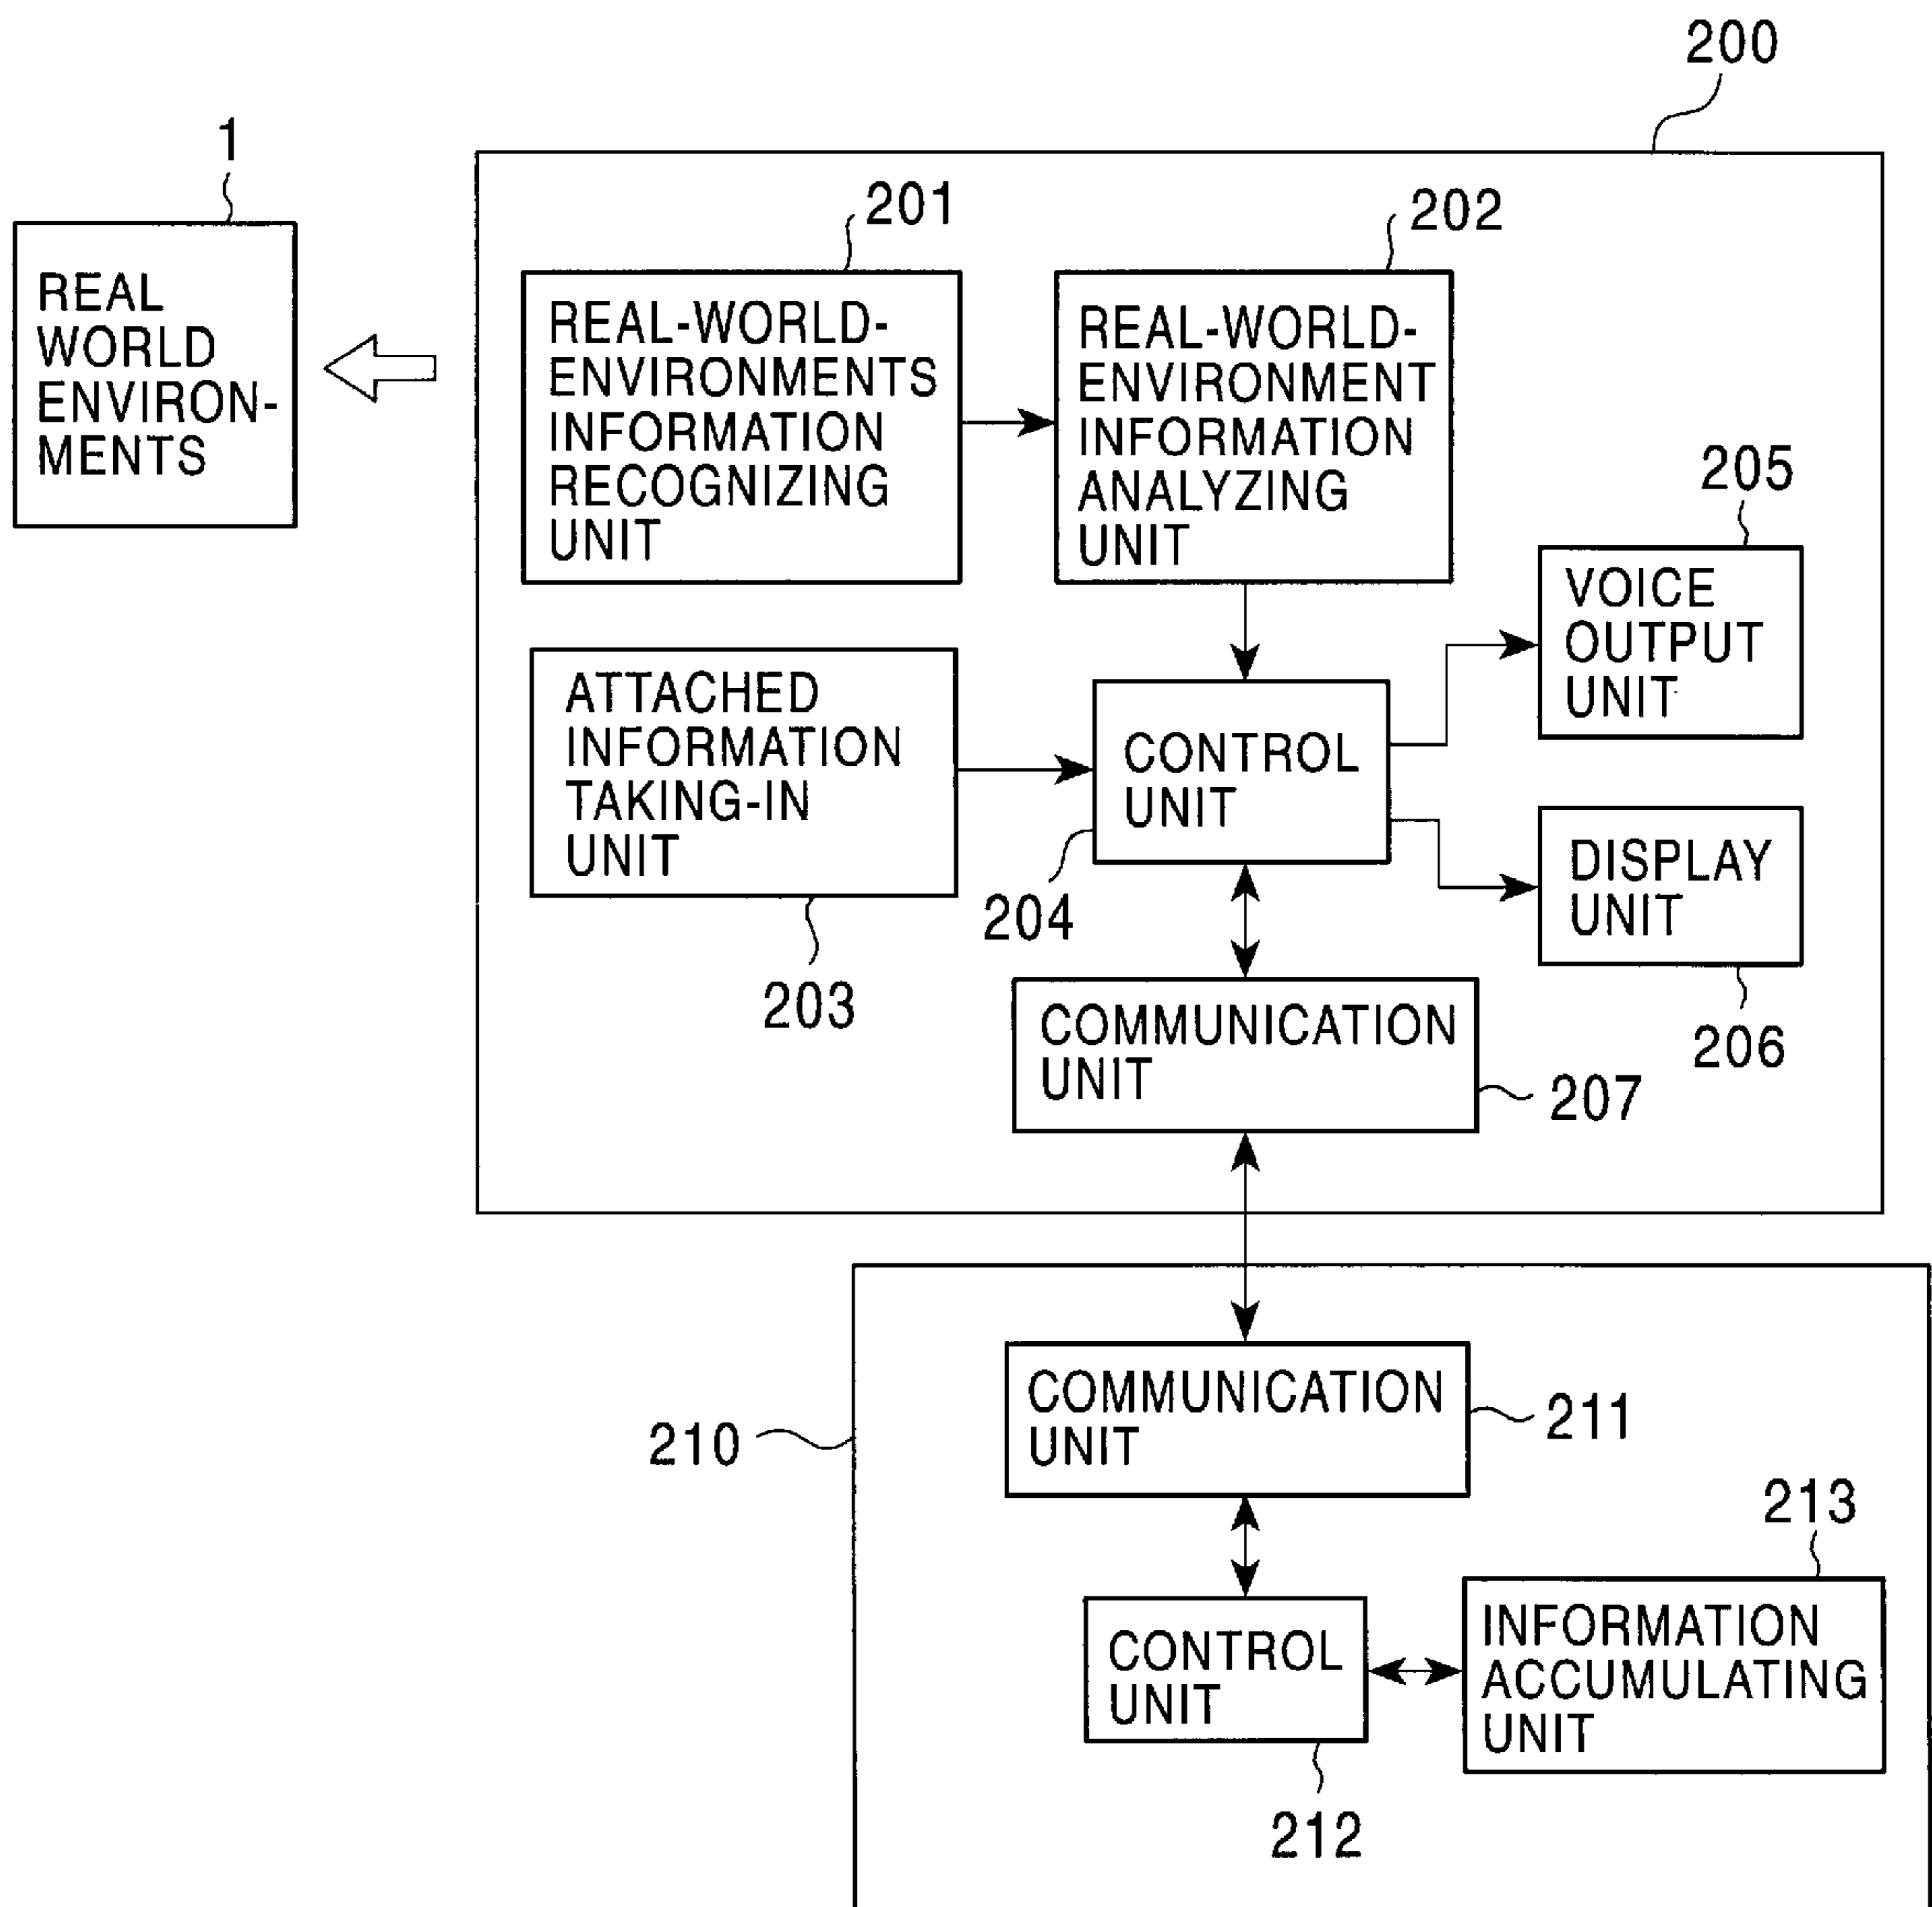 200
1
REAL
WORLD
ENVIRON-
MENTS
201
REAL-WORLD-
ENVIRONMENTS
INFORMATION
RECOGNIZING
UNIT
202
REAL-WORLD-
ENVIRONMENT
INFORMATION
ANALYZING
UNIT
205
VOICE
OUTPUT
UNIT
ATTACHED
INFORMATION
TAKING-IN
UNIT
203
CONTROL
UNIT
204
DISPLAY
UNIT
206
COMMUNICATION
UNIT
207
210
COMMUNICATION
UNIT
211
213
CONTROL
UNIT
212
INFORMATION
ACCUMULATING
UNIT